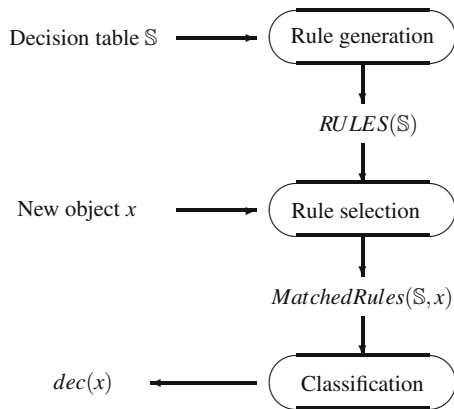 Decision table 𝕊
Rule generation
RULES(𝕊)
New object x
Rule selection
MatchedRules(𝕊,x)
dec(x)
Classification